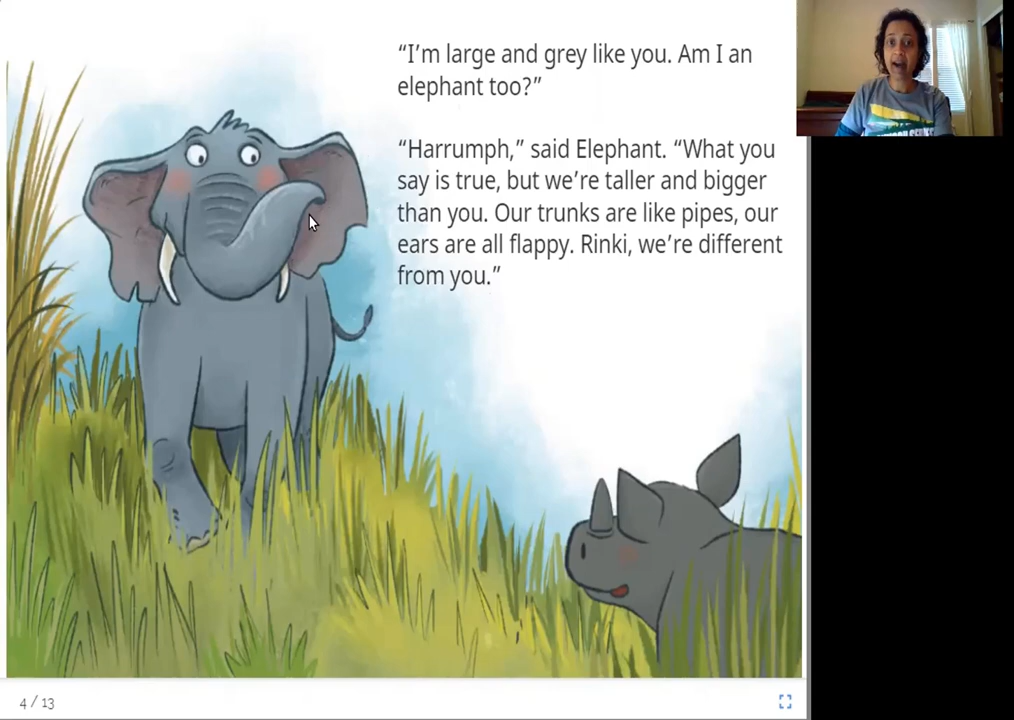 “I’m large and grey like you. Am I an
elephant too?”
“Harrumph,” said Elephant. “What you
say is true, but we’re taller and bigger
than you. Our trunks are like pipes, our
ears are all flappy. Rinki, we’re different
from you.”
4 / 13